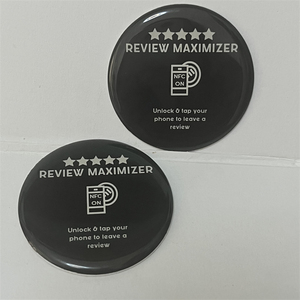 REVIEW MAXIMIZER
NFC
ON
Unlock & tap your
phone to leave a
review
REVIEW MAXIMIZER
NFC
ON
Unlock & tap your
phone to leave a
review